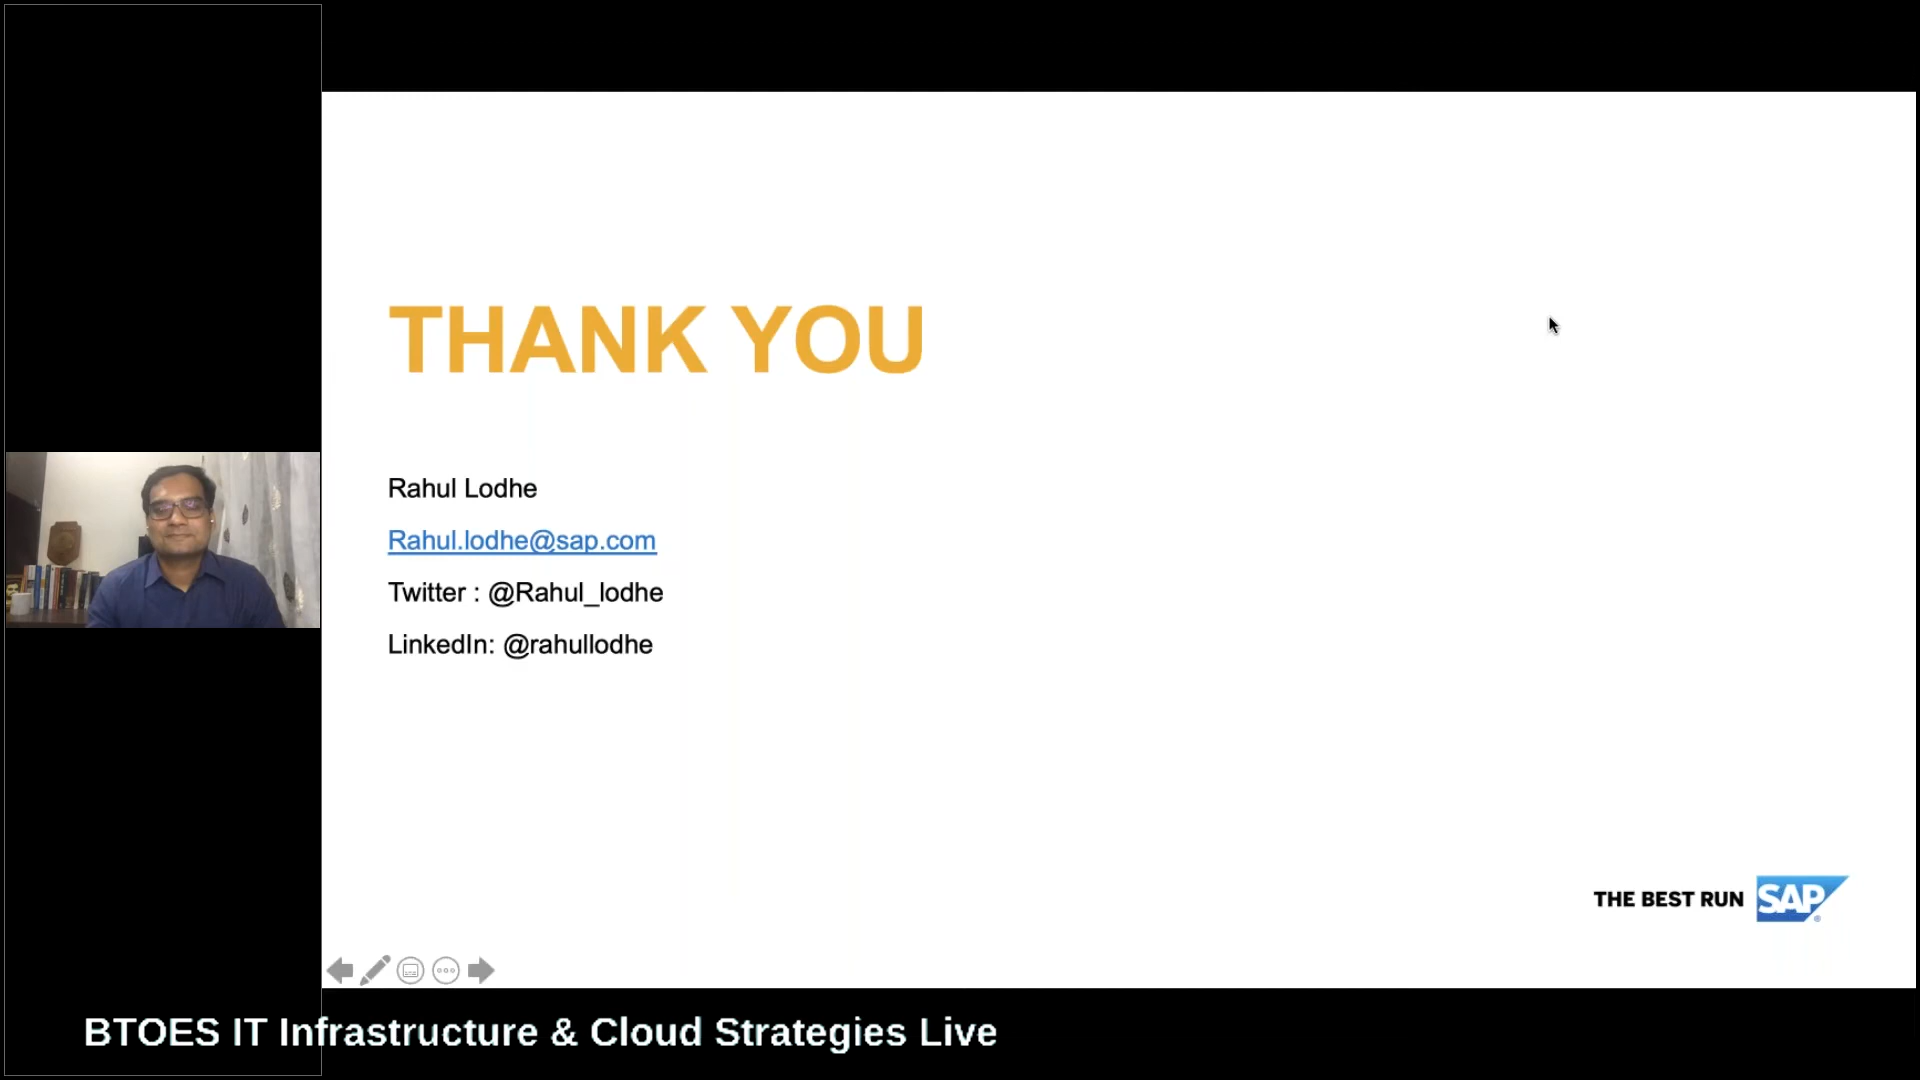 THANK YOU
Rahul Lodhe
Rahul.lodhe@sap.com
Twitter : @Rahul_lodhe
LinkedIn: @rahullodhe
THE BEST RUN SAP
BTOES IT Infrastructure & Cloud Strategies Live